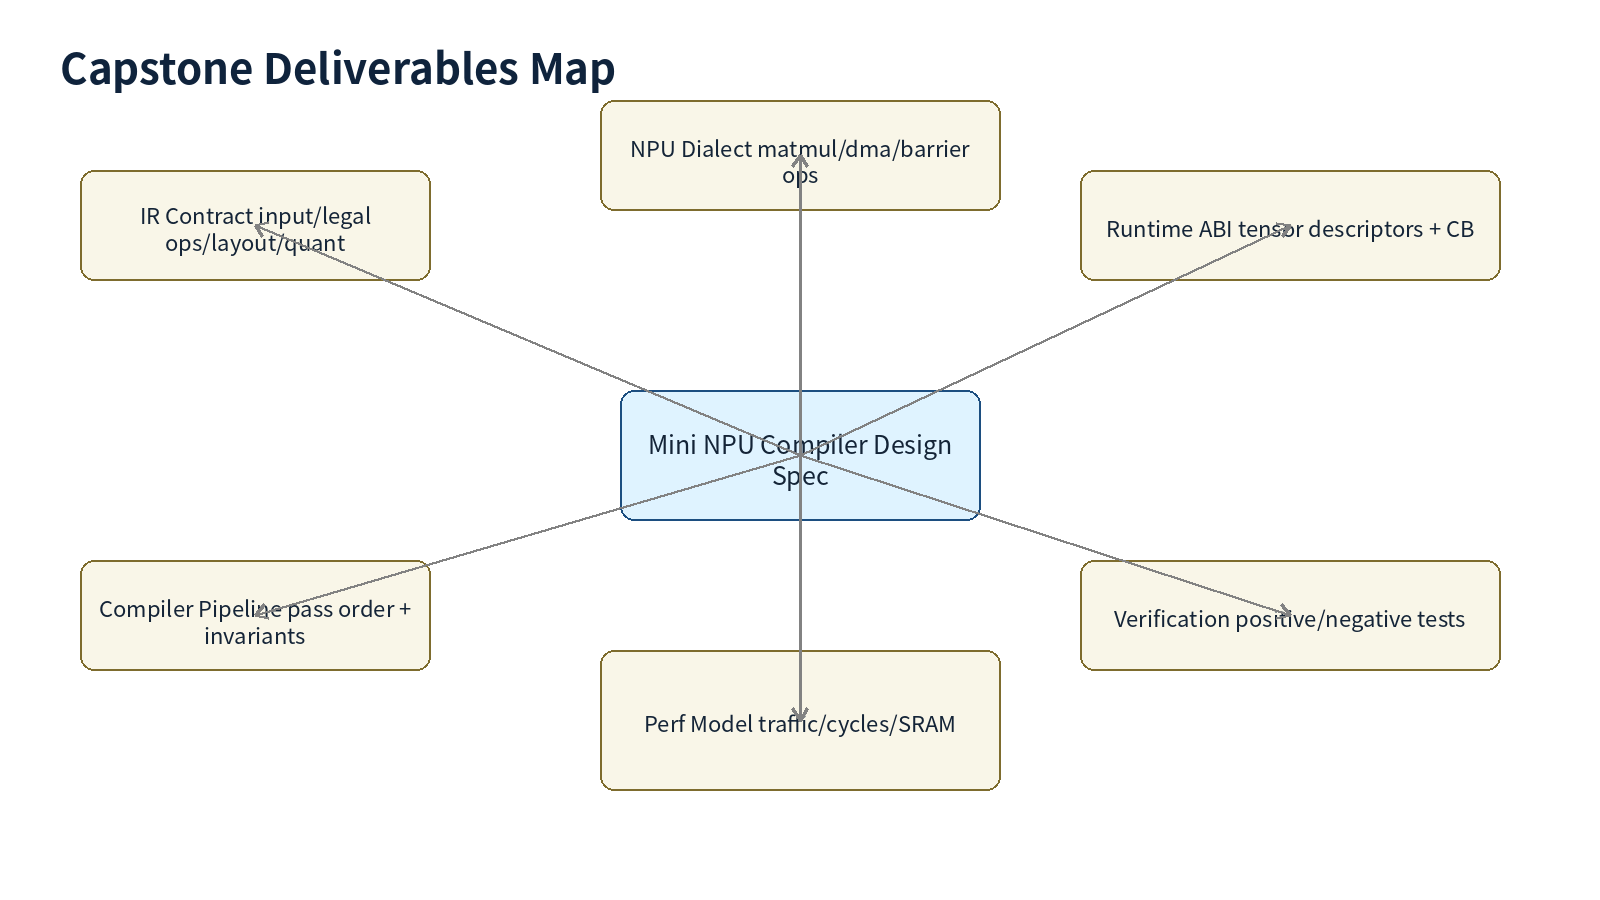 Capstone Deliverables Map
NPU Dialect matmul/dma/barrier
ops
IR Contract input/legal
ops/layout/quant
Runtime ABI tensor descriptors + CB
Mini NPU Compiler Design
Spec
Compiler Pipeline pass order +
invariants
Verification positive/negative tests
Perf Model traffic/cycles/SRAM